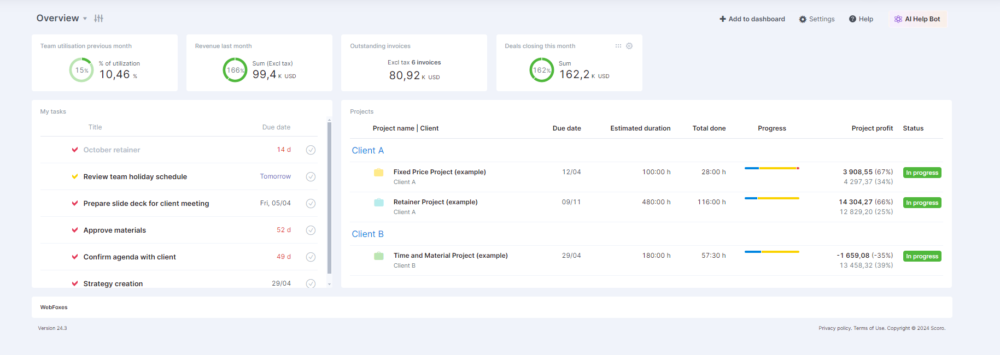 Overview
Add to dashboard
Settings
Help
AI Help Bot
Team utilisation previous month
15%
% of utilization
10,46 %
Revenue last month
166%
Sum (Excl tax)
99,4 K USD
Outstanding invoices
Excl tax 6 invoices
80,92 K USD
Deals closing this month
162%
Sum
162,2 K USD
My tasks
Title Due date
October retainer 14 d
Review team holiday schedule Tomorrow
Prepare slide deck for client meeting Fri, 05/04
Approve materials 52 d
Confirm agenda with client 49 d
Strategy creation 29/04
Projects
Project name | Client Due date Estimated duration Total done Progress Project profit Status
Client A
Fixed Price Project (example) 12/04 100:00 h 28:00 h 3 908,55 (67%) In progress
Client A 4 297,37 (34%)
Retainer Project (example) 09/11 480:00 h 116:00 h 14 304,27 (66%) In progress
Client A 12 829,20 (25%)
Client B
Time and Material Project (example) 29/04 180:00 h 57:30 h -1 659,08 (-35%) In progress
Client B 13 458,32 (39%)
WebFoxes
Version 24.3
Privacy policy. Terms of Use. Copyright © 2024 Scoro.